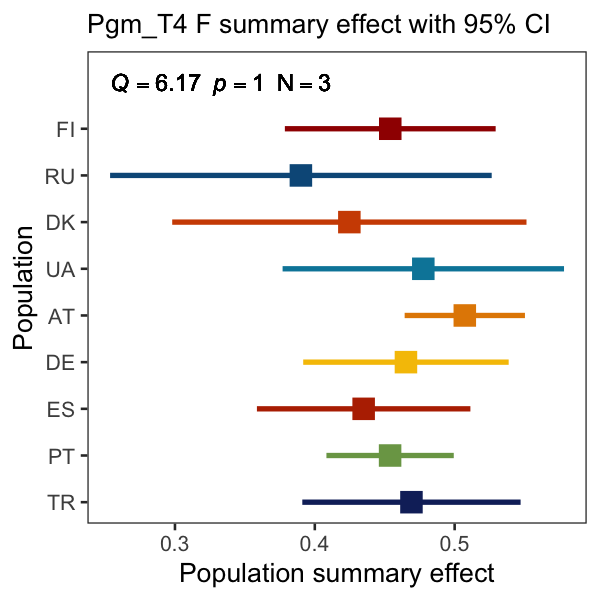 Pgm_T4 F summary effect with 95% CI
Q = 6.17 p = 1 N = 3
FI
RU
DK
UA
AT
DE
ES
PT
TR
Population
0.3 0.4 0.5
Population summary effect